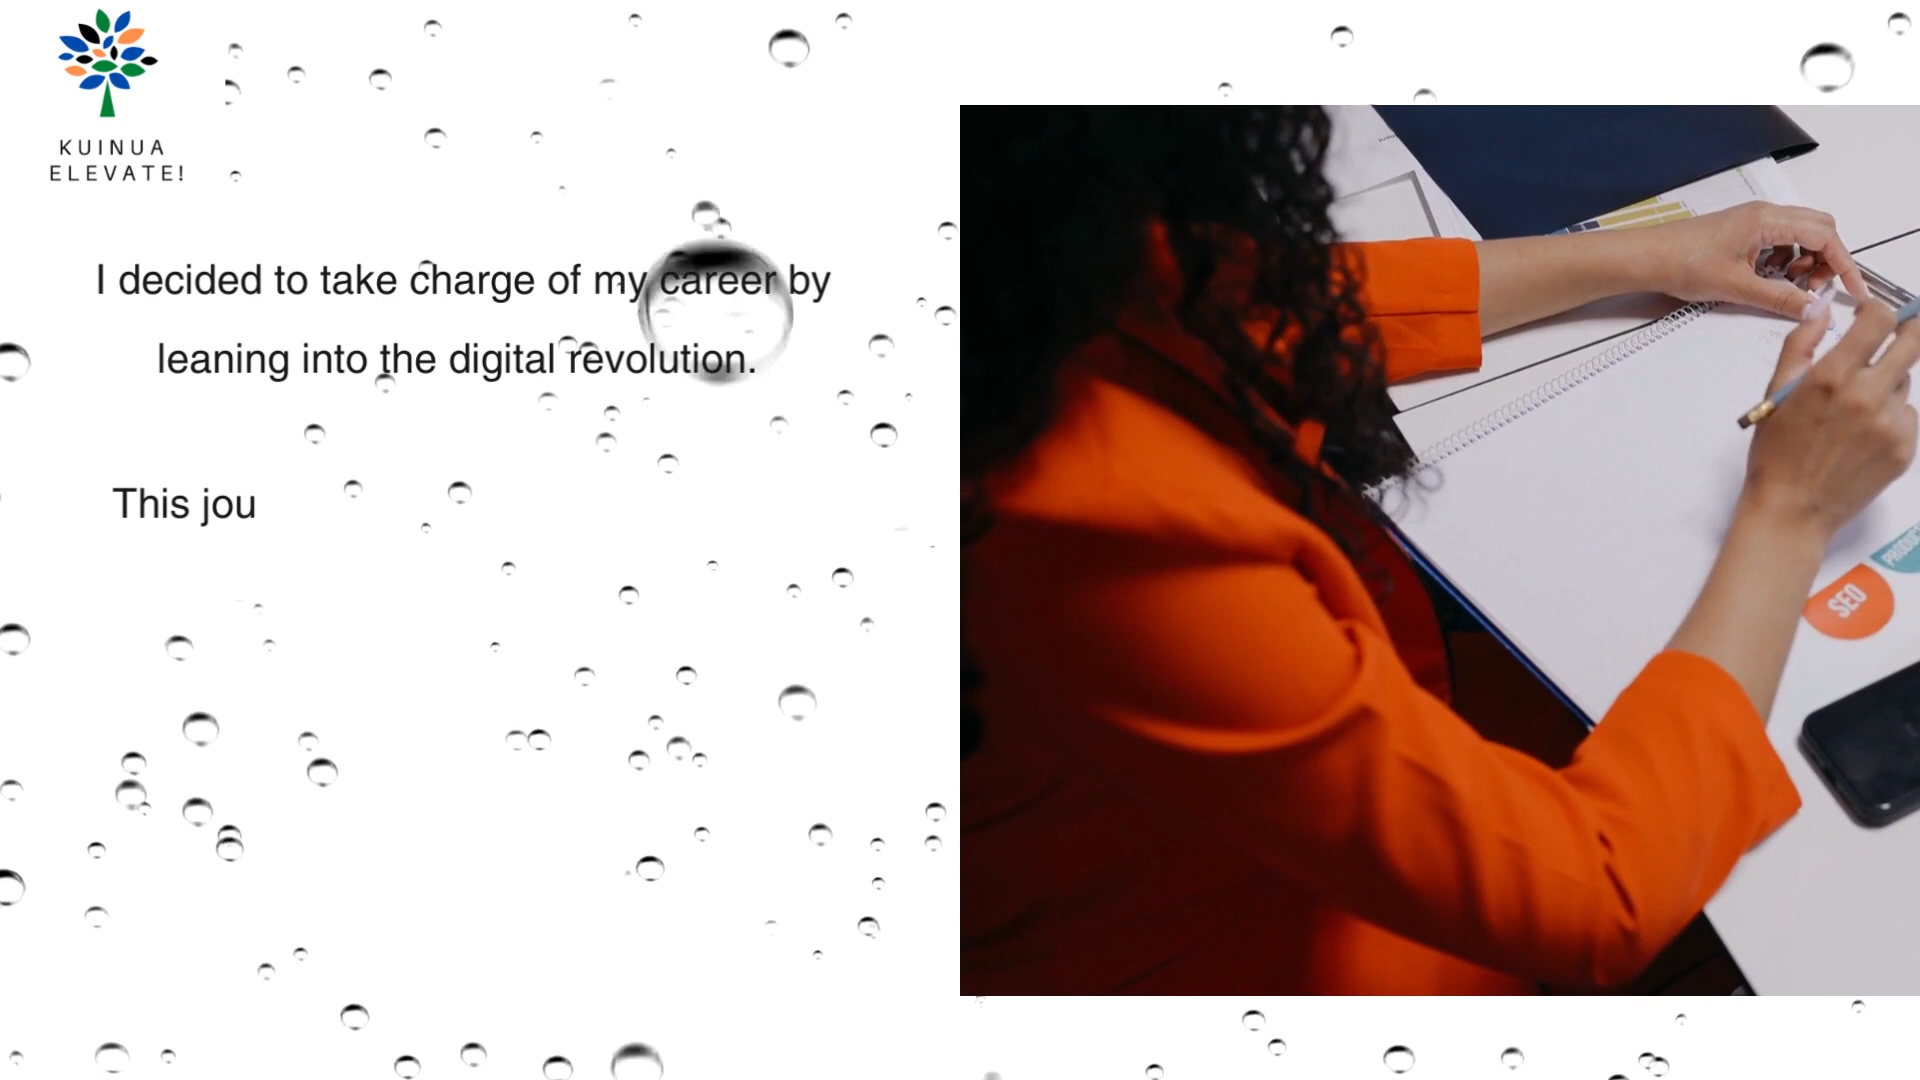 KUINUA
ELEVATE!
I decided to take charge of my career by
leaning into the digital revolution.
This jou
SEO